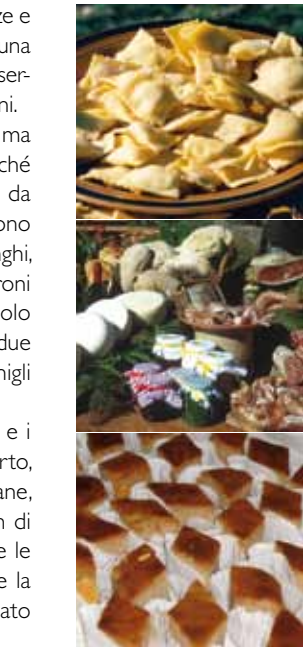 ze e
una
ser-
ni.
ma
ché
da
ono
ghi,
roni
olo
due
nigli
e i
rto,
ane,
n di
e le
e la
ato